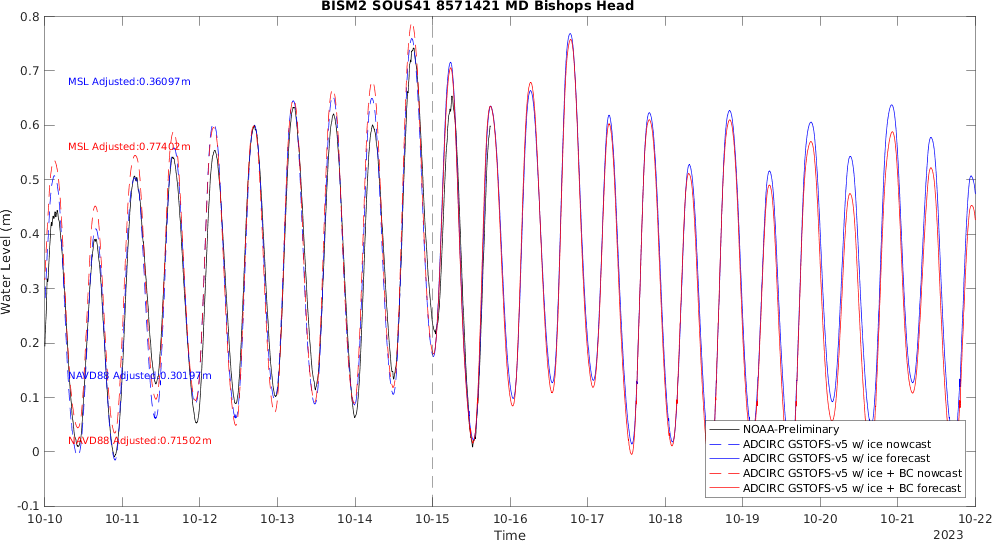 BISM2 SOUS41 8571421 MD Bishops Head
0.8
0.7
0.6
0.5
0.4
0.3
0.2
0.1
0
-0.1
Water Level (m)
MSL Adjusted:0.36097m
MSL Adjusted:0.77402m
NAVD88 Adjusted:0.30197m
NAVD88 Adjusted:0.71502m
NOAA-Preliminary
ADCIRC GSTOFS-v5 w/ ice nowcast
ADCIRC GSTOFS-v5 w/ ice forecast
ADCIRC GSTOFS-v5 w/ ice + BC nowcast
ADCIRC GSTOFS-v5 w/ ice + BC forecast
10-10 10-11 10-12 10-13 10-14 10-15 10-16 10-17 10-18 10-19 10-20 10-21 10-22
Time
2023